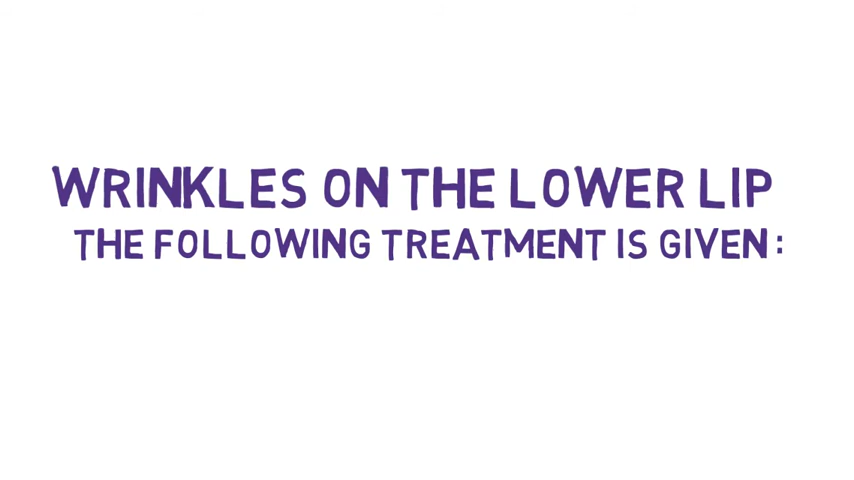 WRINKLES ON THE LOWER LIP
THE FOLLOWING TREATMENT IS GIVEN: